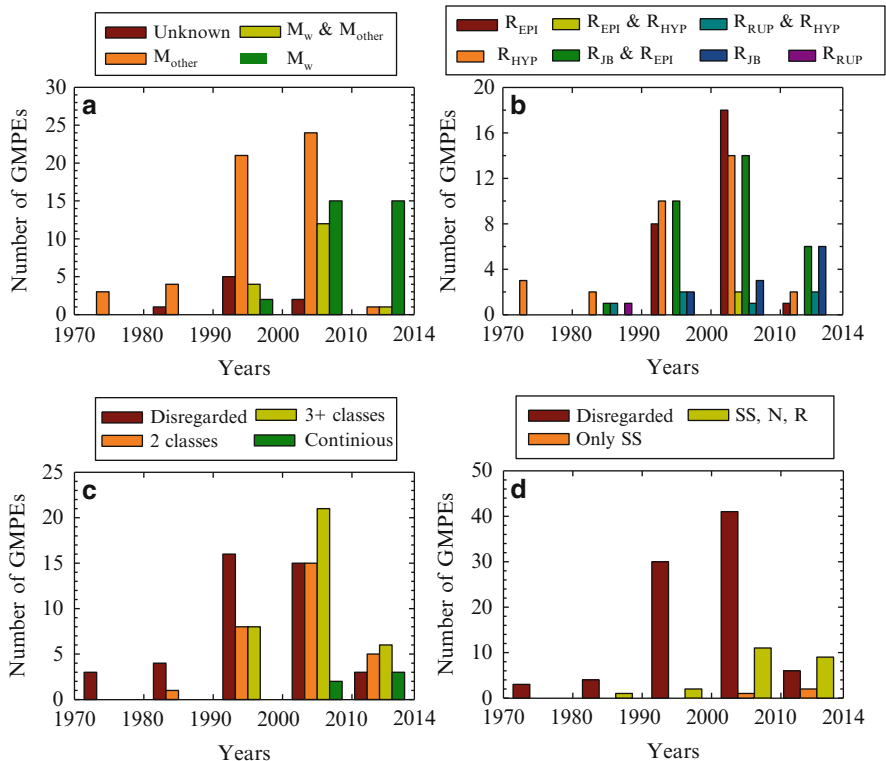 Unknown
M_w & M_other
M_other
M_w
R_EPI
R_EPI & R_HYP
R_RUP & R_HYP
R_HYP
R_JB & R_EPI
R_JB
R_RUP
a
Number of GMPEs
30
25
20
15
10
5
0
1970
1980
1990
2000
2010
2014
Years
b
Number of GMPEs
18
16
12
8
4
0
1970
1980
1990
2000
2010
2014
Years
Disregarded
3+ classes
2 classes
Continious
Disregarded
SS, N, R
Only SS
c
Number of GMPEs
25
20
15
10
5
0
1970
1980
1990
2000
2010
2014
Years
d
Number of GMPEs
50
40
30
20
10
0
1970
1980
1990
2000
2010
2014
Years